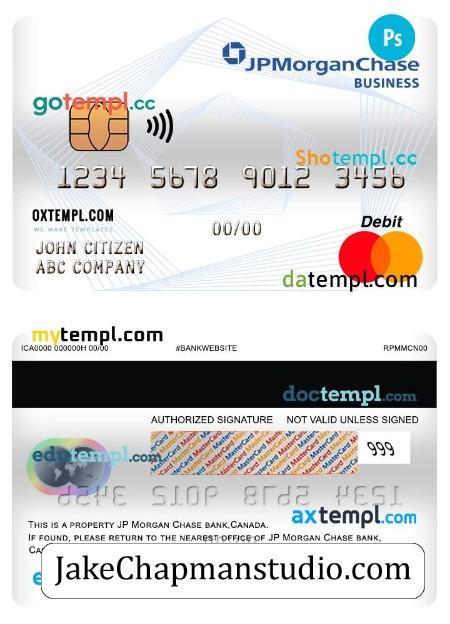 Ps
JPMorganChase
BUSINESS
gotempl.cc
Shotempl.cc
1234 5678 9012 3456
OXTEMPL.COM
WE MAKE TEMPLATES
00/00
JOHN CITIZEN
ABC COMPANY
Debit
datempl.com
mytempl.com
ICA0000 000000H 00/00 #BANKWEBSITE RPMMCN00
doctempl.com
AUTHORIZED SIGNATURE NOT VALID UNLESS SIGNED
MasterCard MasterCard MasterCard
999
edutempl.com
THIS IS A PROPERTY JP MORGAN CHASE BANK,CANADA.
IF FOUND, PLEASE RETURN TO THE NEAREST OFFICE OF JP MORGAN CHASE BANK,
axtempl.com
JakeChapmanstudio.com